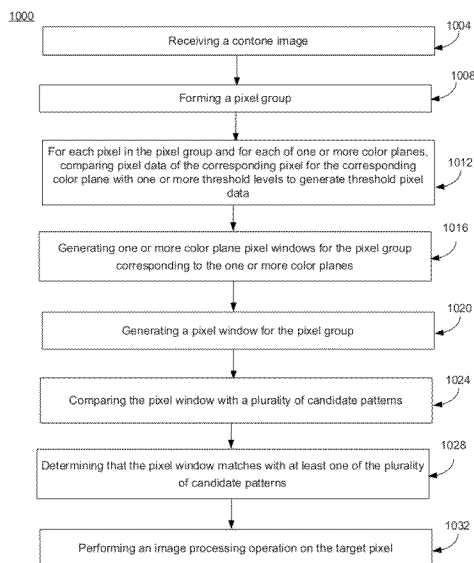 1000
Receiving a contone image
1004
Forming a pixel group
1008
For each pixel in the pixel group and for each of one or more color planes,
comparing pixel data of the corresponding pixel for the corresponding
color plane with one or more threshold levels to generate threshold pixel
data
1012
Generating one or more color plane pixel windows for the pixel group
corresponding to the one or more color planes
1016
Generating a pixel window for the pixel group
1020
Comparing the pixel window with a plurality of candidate patterns
1024
Determining that the pixel window matches with at least one of the plurality
of candidate patterns
1028
Performing an image processing operation on the target pixel
1032